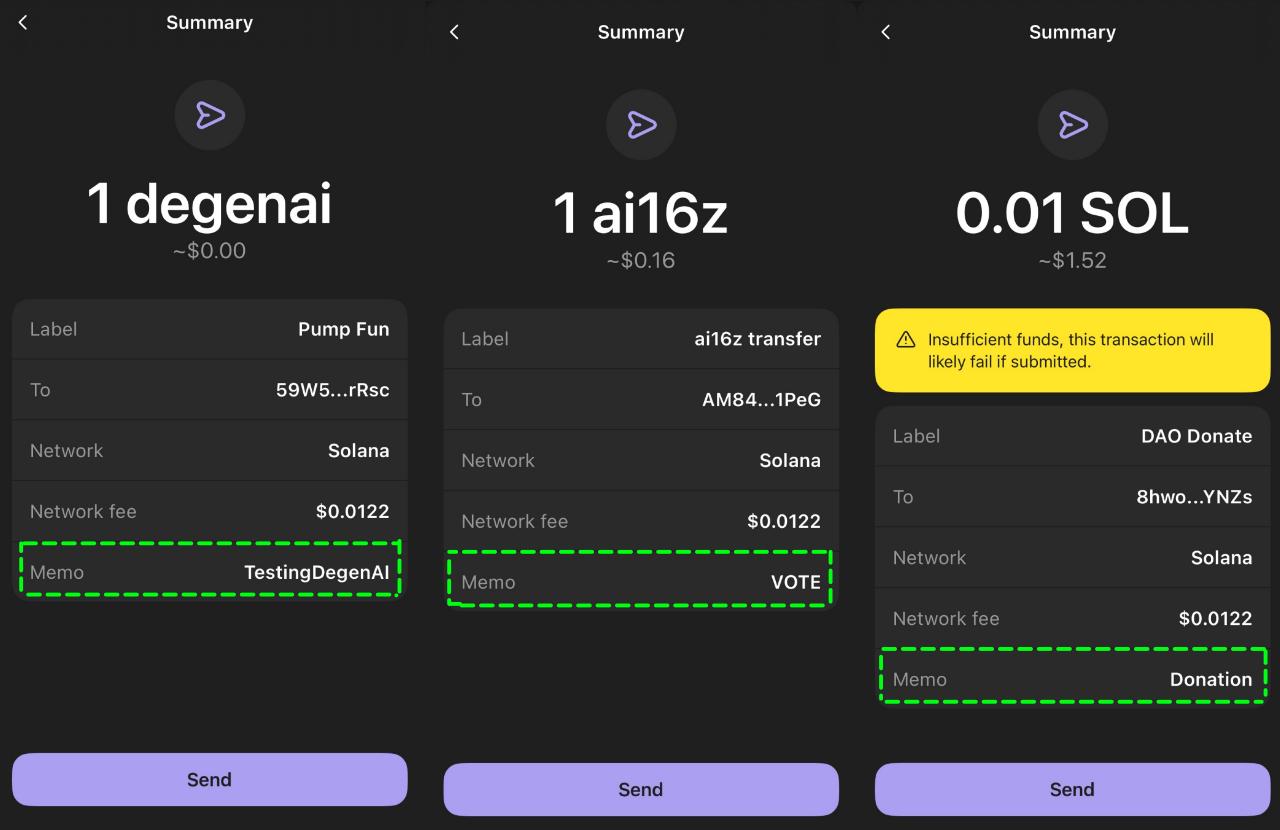 Summary
1 degenai
~$0.00
Label Pump Fun
To 59W5...rRsc
Network Solana
Network fee $0.0122
Memo TestingDegenAI
Send
Summary
1 ai16z
~$0.16
Label ai16z transfer
To AM84...1PeG
Network Solana
Network fee $0.0122
Memo VOTE
Send
Summary
0.01 SOL
~$1.52
Insufficient funds, this transaction will
likely fail if submitted.
Label DAO Donate
To 8hwo...YNZs
Network Solana
Network fee $0.0122
Memo Donation
Send